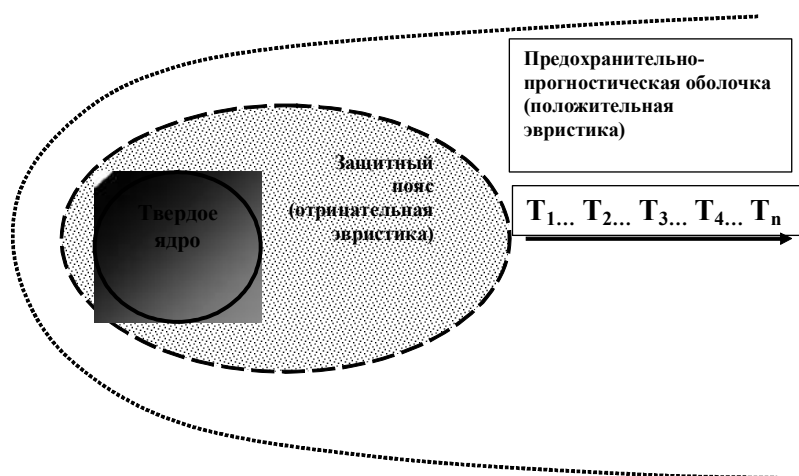 Предохранительно-
прогностическая оболочка
(положительная
эвристика)
Защитный
пояс
(отрицательная
эвристика)
Твердое
ядро
T1... T2... T3... T4... Tn